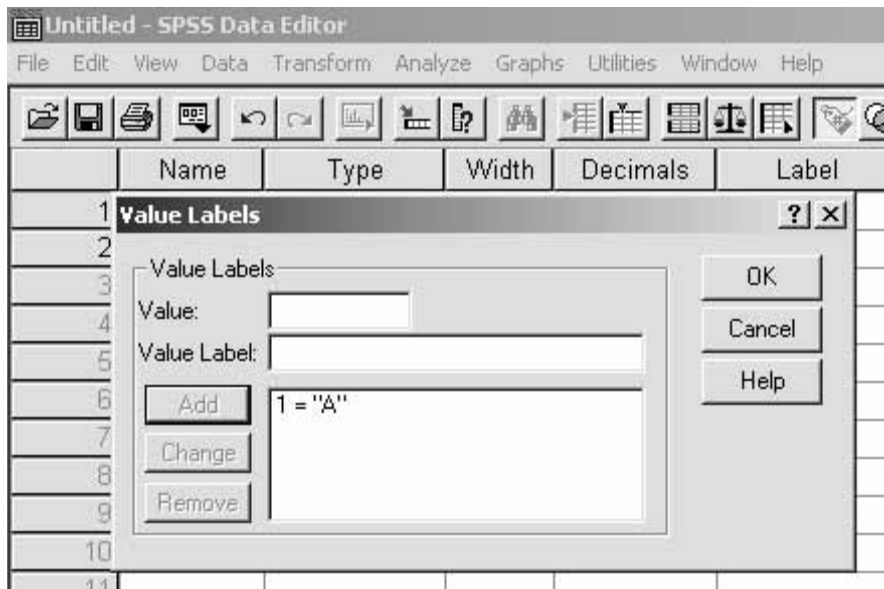 Untitled - SPSS Data Editor
File Edit View Data Transform Analyze Graphs Utilities Window Help
Name Type Width Decimals Label
1
2
3
4
5
6
7
8
9
10
11
Value Labels
Value Labels
Value:
Value Label:
Add
Change
Remove
1 = "A"
OK
Cancel
Help